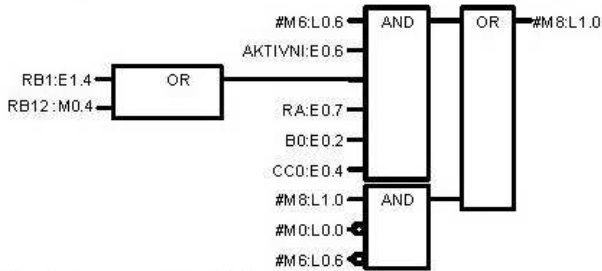 #M6:L0.6 AND OR #M8:L1.0
AKTIVNI:E0.6
RB1:E1.4 OR
RB12:M0.4
RA:E0.7
B0:E0.2
CC0:E0.4
#M8:L1.0 AND
#M0:L0.0
#M6:L0.6